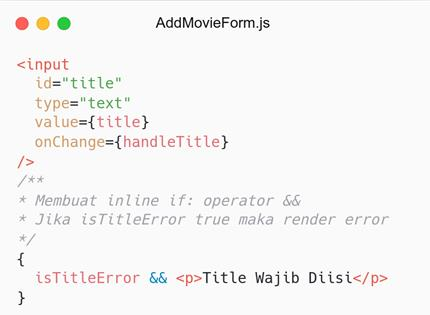 AddMovieForm.js
<input
  id="title"
  type="text"
  value={title}
  onChange={handleTitle}
/>
/**
* Membuat inline if: operator &&
* Jika isTitleError true maka render error
*/
{
  isTitleError && <p>Title Wajib Diisi</p>
}